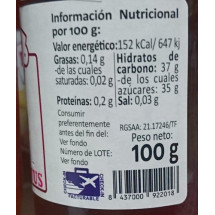 Información Nutricional
por 100 g:
Valor energético:152 kCal/ 647 kj
Grasas: 0,14 g
-de las cuales
saturadas: 0,02 g
Hidratos de
carbono: 37 g
-de los cuales
azúcares: 35 g
Proteínas: 0,2 g
Sal: 0,03 g
Consumir
preferentemente
antes del fin del:
Ver fondo
Número de LOTE:
Ver fondo
RGSAA: 21.17246/TF
Peso neto:
100 g
8 437000 922018